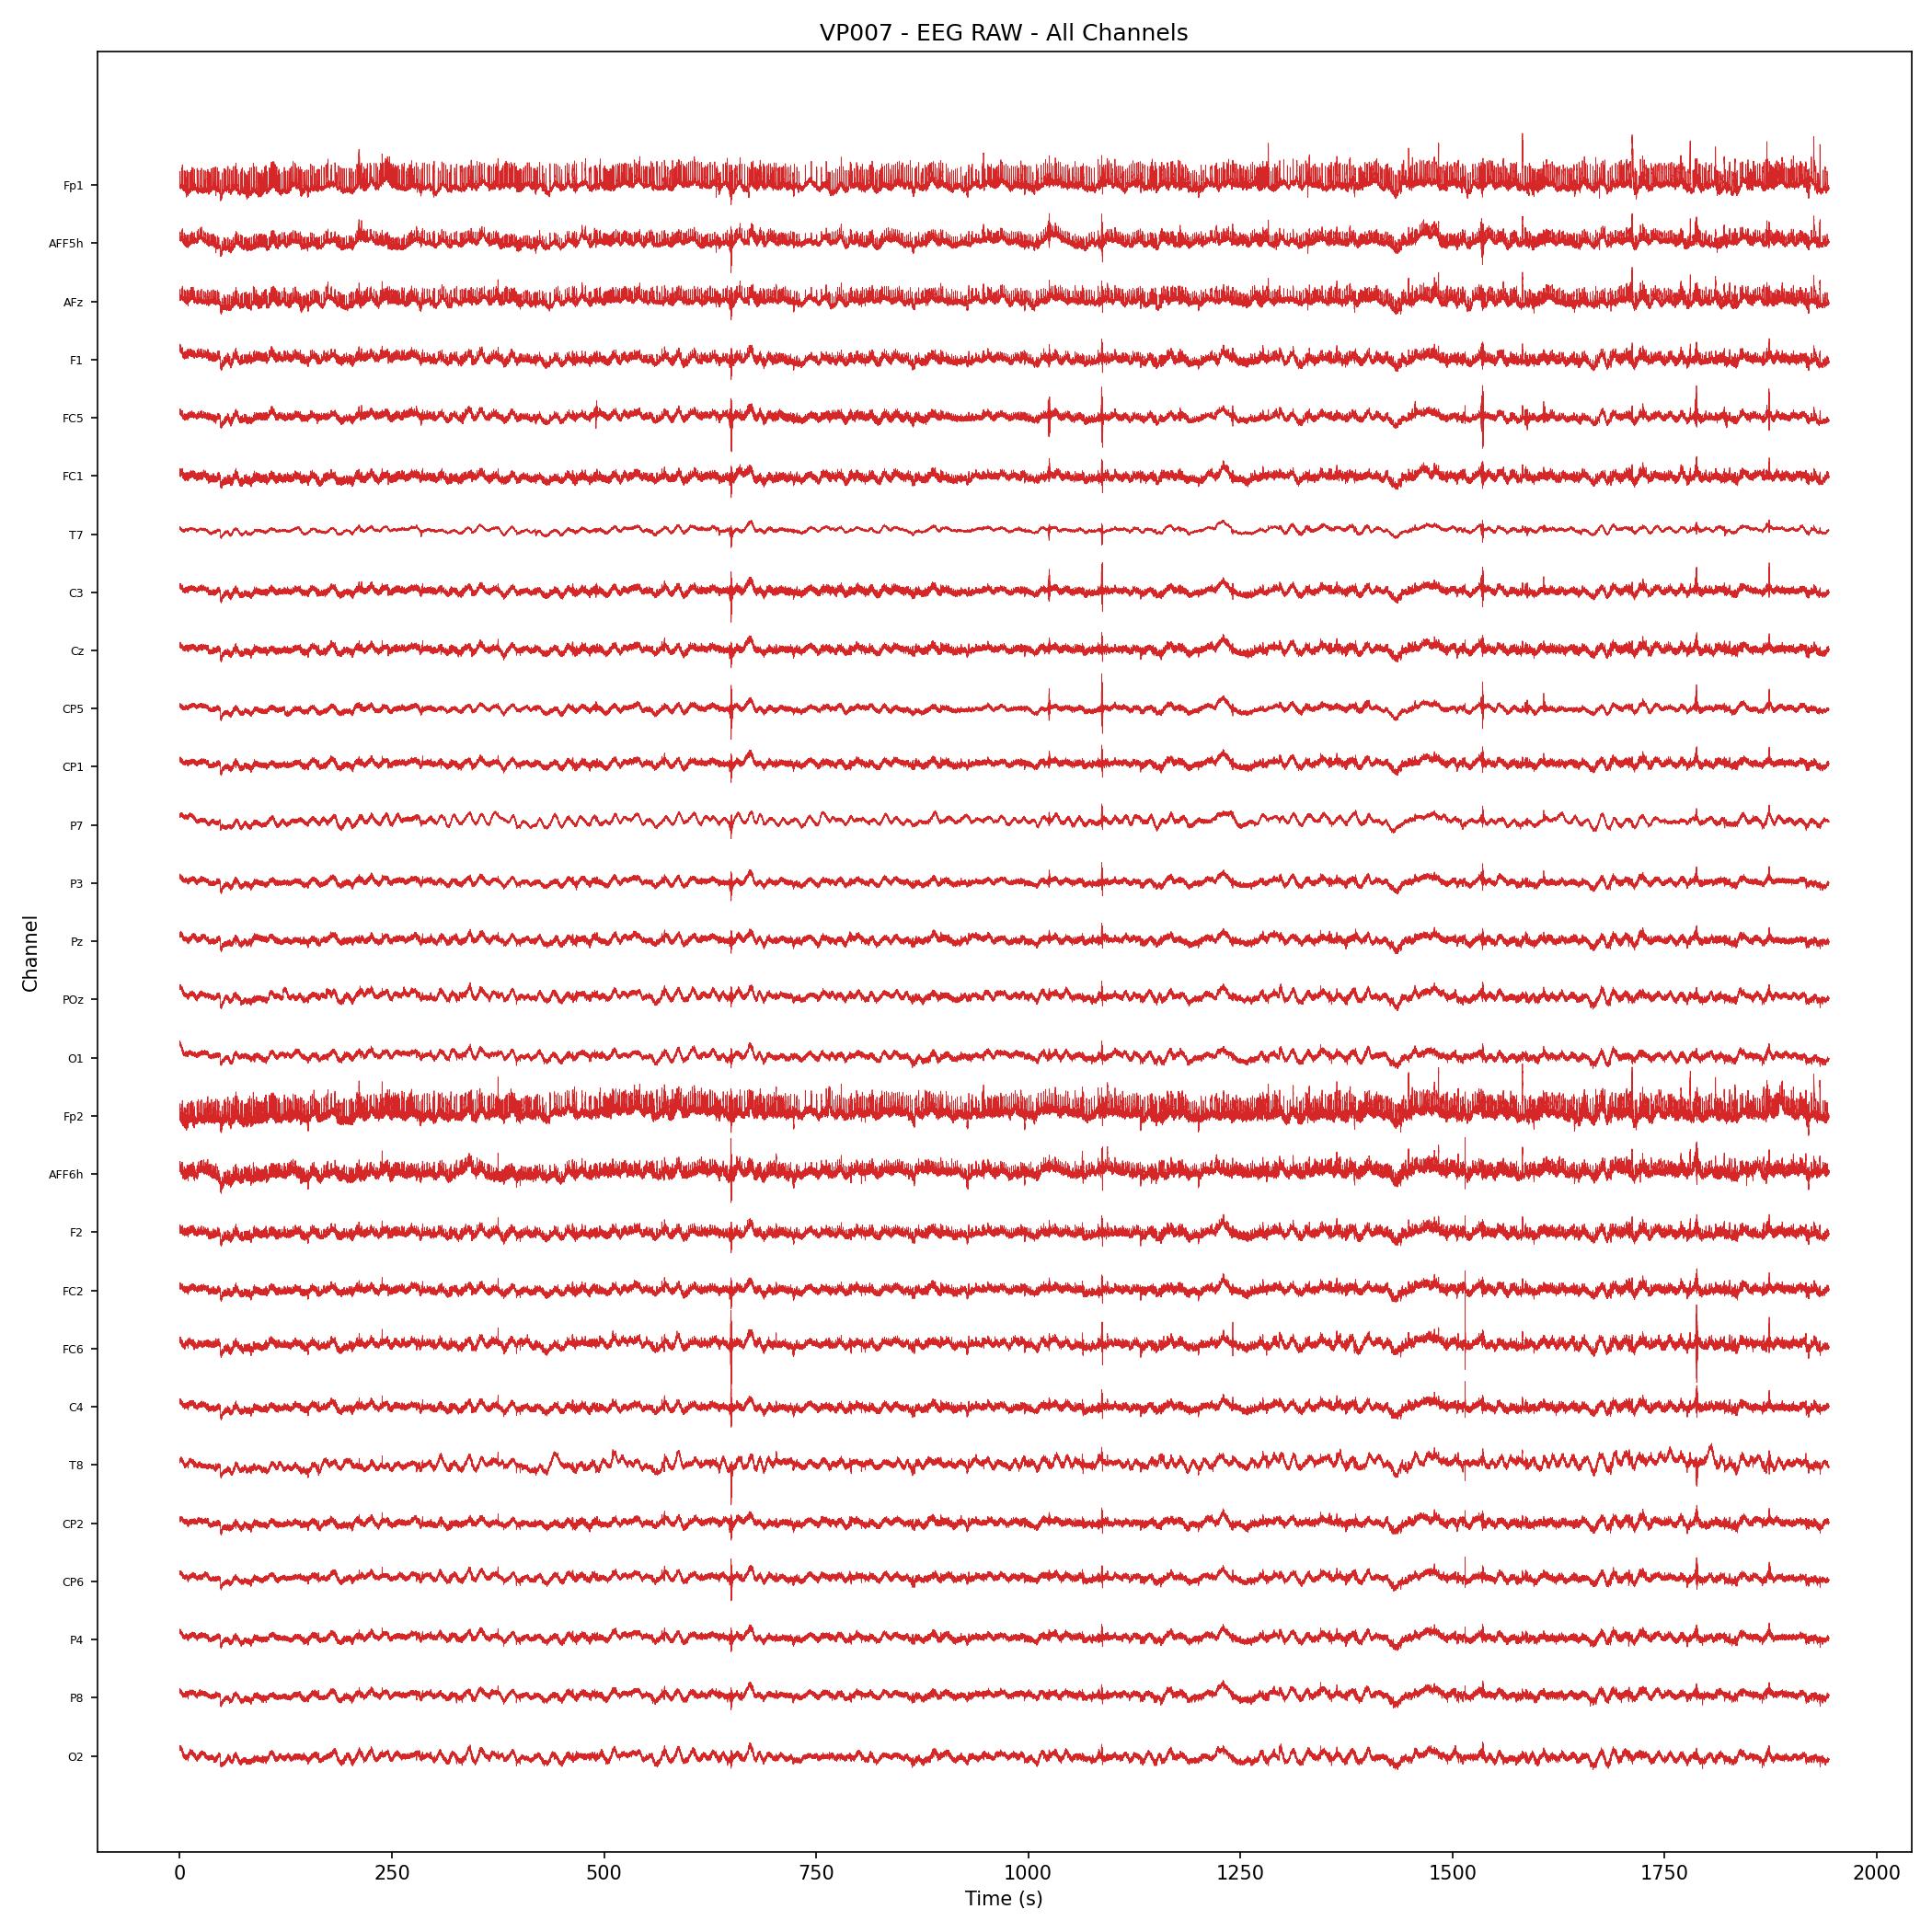 VP007 - EEG RAW - All Channels
Channel
Fp1
AFF5h
AFz
F1
FC5
FC1
T7
C3
Cz
CP5
CP1
P7
P3
Pz
POz
O1
Fp2
AFF6h
F2
FC2
FC6
C4
T8
CP2
CP6
P4
P8
O2
0 250 500 750 1000 1250 1500 1750 2000
Time (s)